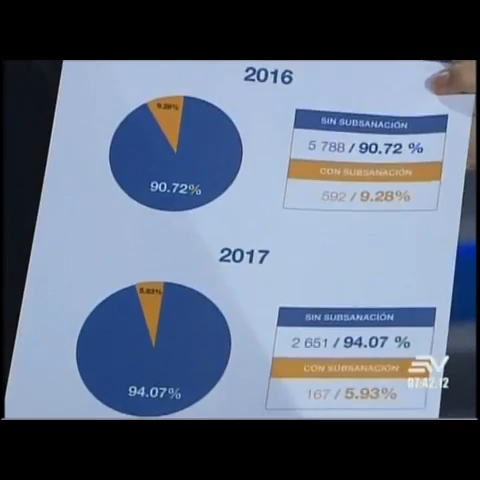 2016
9.28%
90.72%
SIN SUBSANACIÓN
5 788 / 90.72 %
CON SUBSANACIÓN
592 / 9.28%
2017
5.93%
94.07%
SIN SUBSANACIÓN
2 651 / 94.07 %
CON SUBSANACIÓN
167 / 5.93%
07:42:12